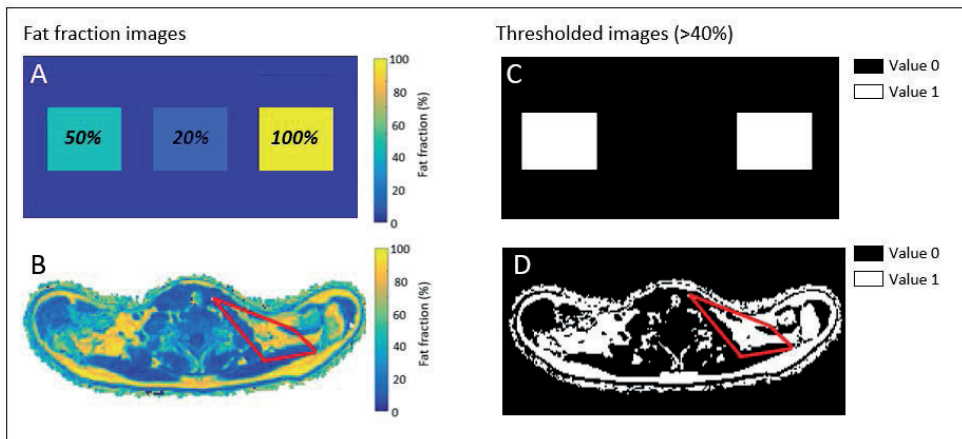 Fat fraction images
Thresholded images (>40%)
A
50%
20%
100%
100
80
60
40
20
0
Fat fraction (%)
C
Value 0
Value 1
B
100
80
60
40
20
0
Fat fraction (%)
D
Value 0
Value 1